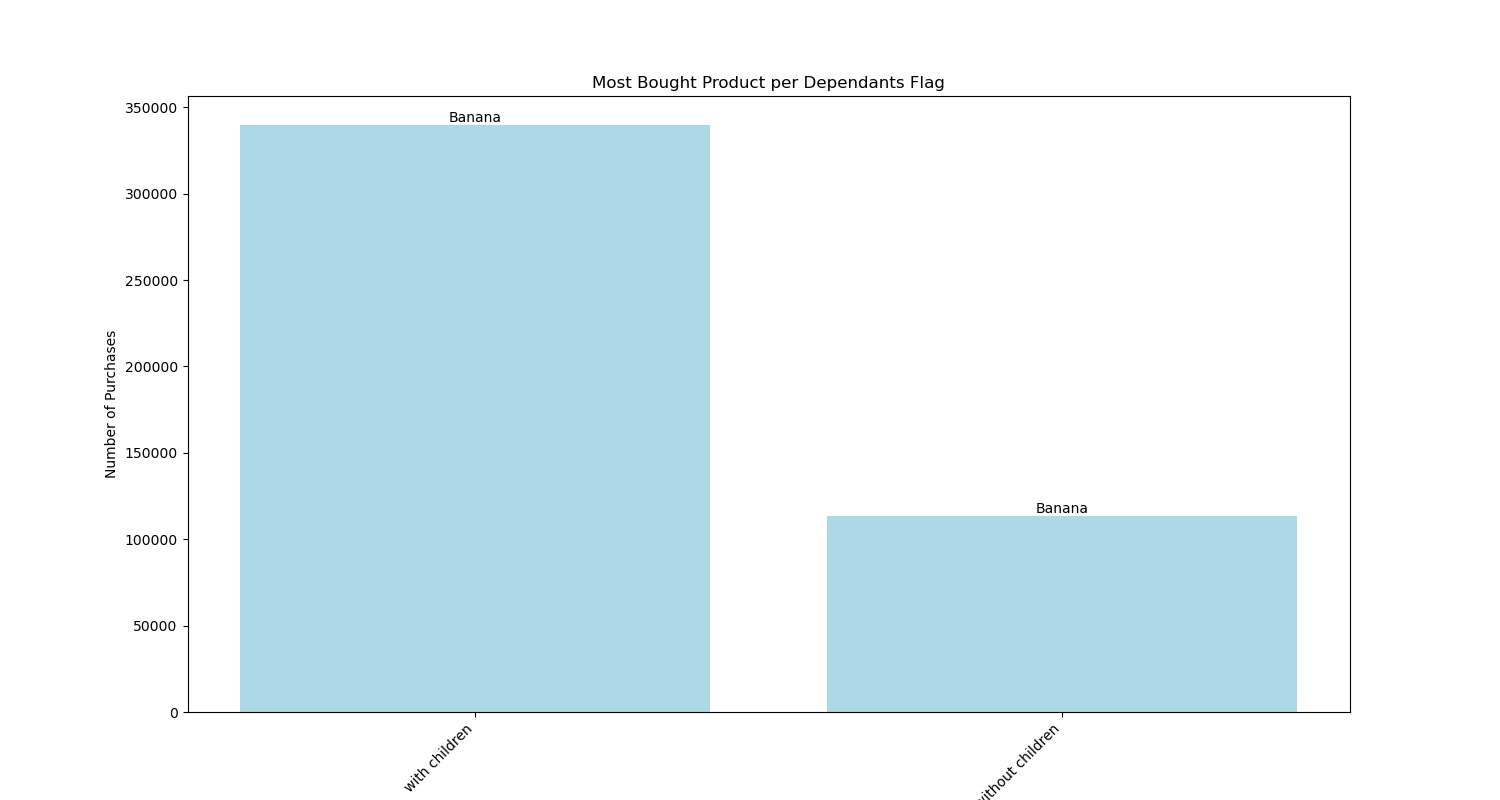 Most Bought Product per Dependants Flag
350000
300000
250000
200000
150000
100000
50000
0
Number of Purchases
Banana
Banana
with children
ithout children